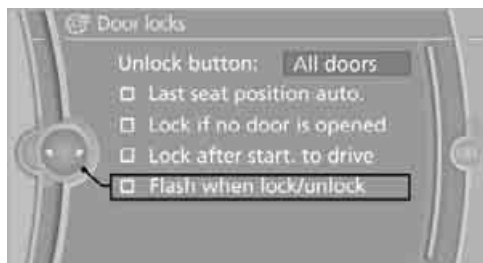 Door locks
Unlock button: All doors
Last seat position auto.
Lock if no door is opened
Lock after start. to drive
Flash when lock/unlock